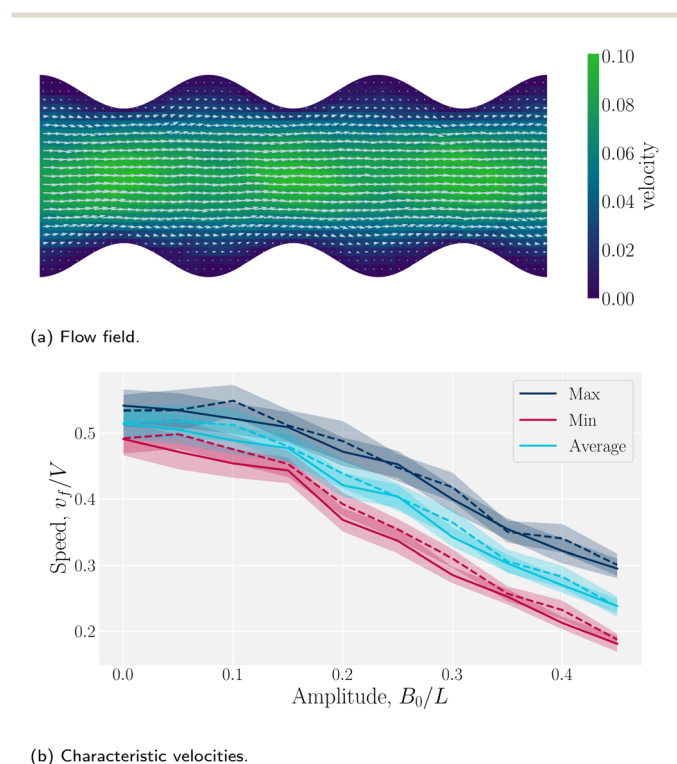 0.10
0.08
0.06
0.04
0.02
0.00
velocity
(a) Flow field.
Max
Min
Average
0.5
0.4
0.3
0.2
Speed, v_f/V
0.0 0.1 0.2 0.3 0.4
Amplitude, B_0/L
(b) Characteristic velocities.